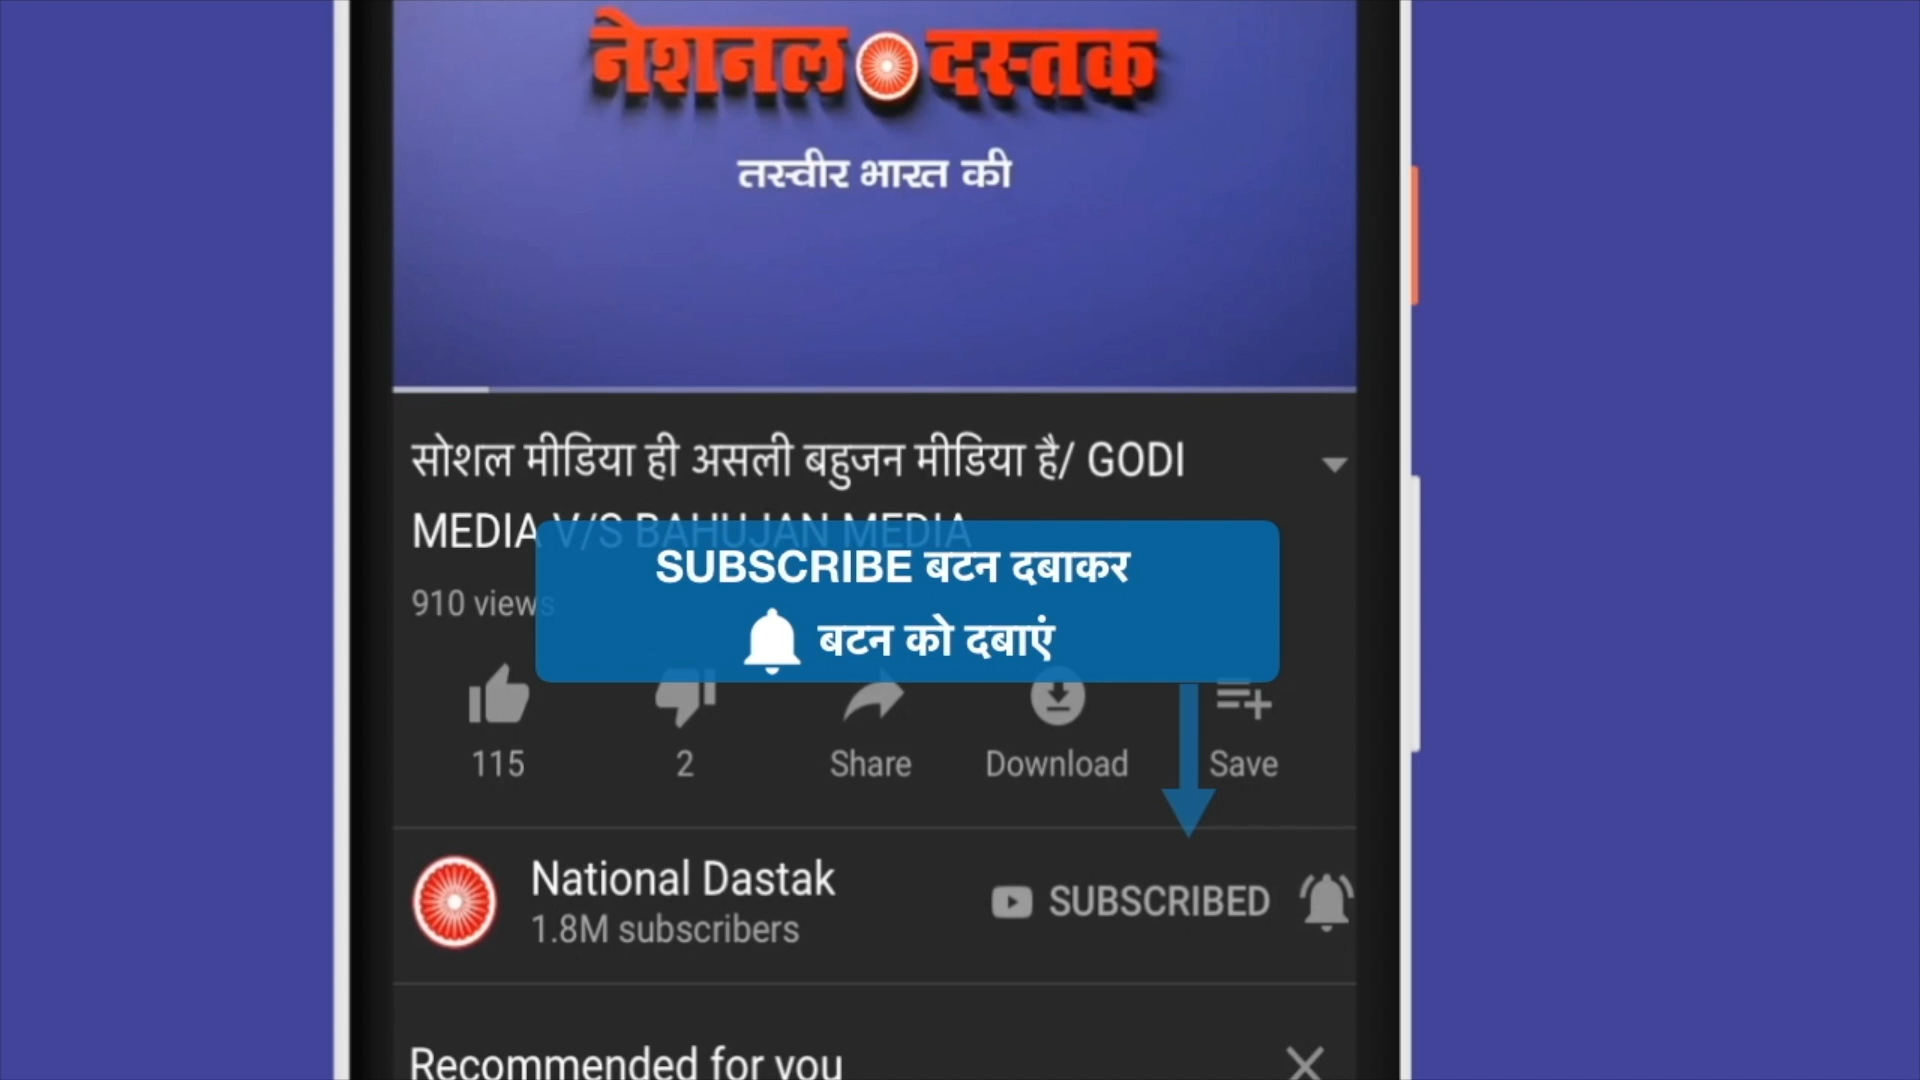 नेशनल दस्तक
तस्वीर भारत की
सोशल मीडिया ही असली बहुजन मीडिया है/ GODI
MEDIA V/S BAHUJAN MEDIA
SUBSCRIBE बटन दबाकर
बटन को दबाएं
910 views
115
2
Share
Download
Save
National Dastak
1.8M subscribers
SUBSCRIBED
Recommended for you